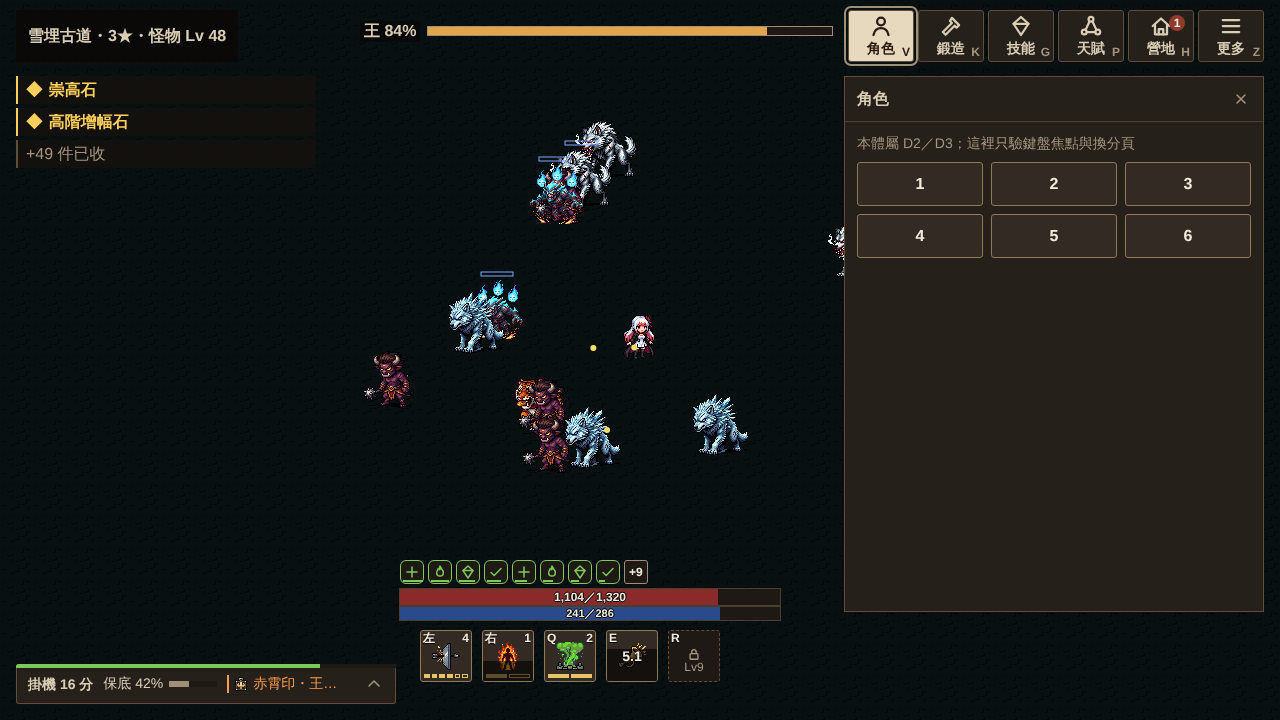 雪埋古道・3★・怪物 Lv 48
王 84%
角色 V
鍛造 K
技能 G
天賦 P
營地 H
1
更多 Z
◆ 崇高石
◆ 高階增幅石
+49 件已收
角色
×
本體屬 D2／D3；這裡只驗鍵盤焦點與換分頁
1
2
3
4
5
6
+9
1,104／1,320
241／286
左 4
右 1
Q 2
E
5.1
R
Lv9
掛機 16 分 保底 42% 赤霄印・王…